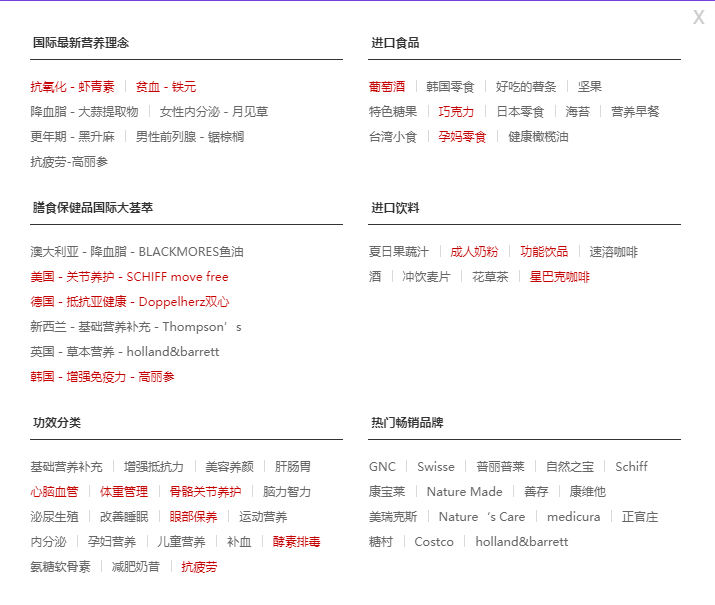 X
国际最新营养理念
抗氧化 - 虾青素 贫血 - 铁元
降血脂 - 大蒜提取物 女性内分泌 - 月见草
更年期 - 黑升麻 男性前列腺 - 锯棕榈
抗疲劳-高丽参
进口食品
葡萄酒 韩国零食 好吃的薯条 坚果
特色糖果 巧克力 日本零食 海苔 营养早餐
台湾小食 孕妈零食 健康橄榄油
膳食保健品国际大荟萃
澳大利亚 - 降血脂 - BLACKMORES鱼油
美国 - 关节养护 - SCHIFF move free
德国 - 抵抗亚健康 - Doppelherz双心
新西兰 - 基础营养补充 - Thompson’s
英国 - 草本营养 - holland&barrett
韩国 - 增强免疫力 - 高丽参
进口饮料
夏日果蔬汁 成人奶粉 功能饮品 速溶咖啡
酒 冲饮麦片 花草茶 星巴克咖啡
功效分类
基础营养补充 增强抵抗力 美容养颜 肝肠胃
心脑血管 体重管理 骨骼关节养护 脑力智力
泌尿生殖 改善睡眠 眼部保养 运动营养
内分泌 孕妇营养 儿童营养 补血 酵素排毒
氨糖软骨素 减肥奶昔 抗疲劳
热门畅销品牌
GNC Swisse 普丽普莱 自然之宝 Schiff
康宝莱 Nature Made 善存 康维他
美瑞克斯 Nature‘s Care medicura 正官庄
糖村 Costco holland&barrett